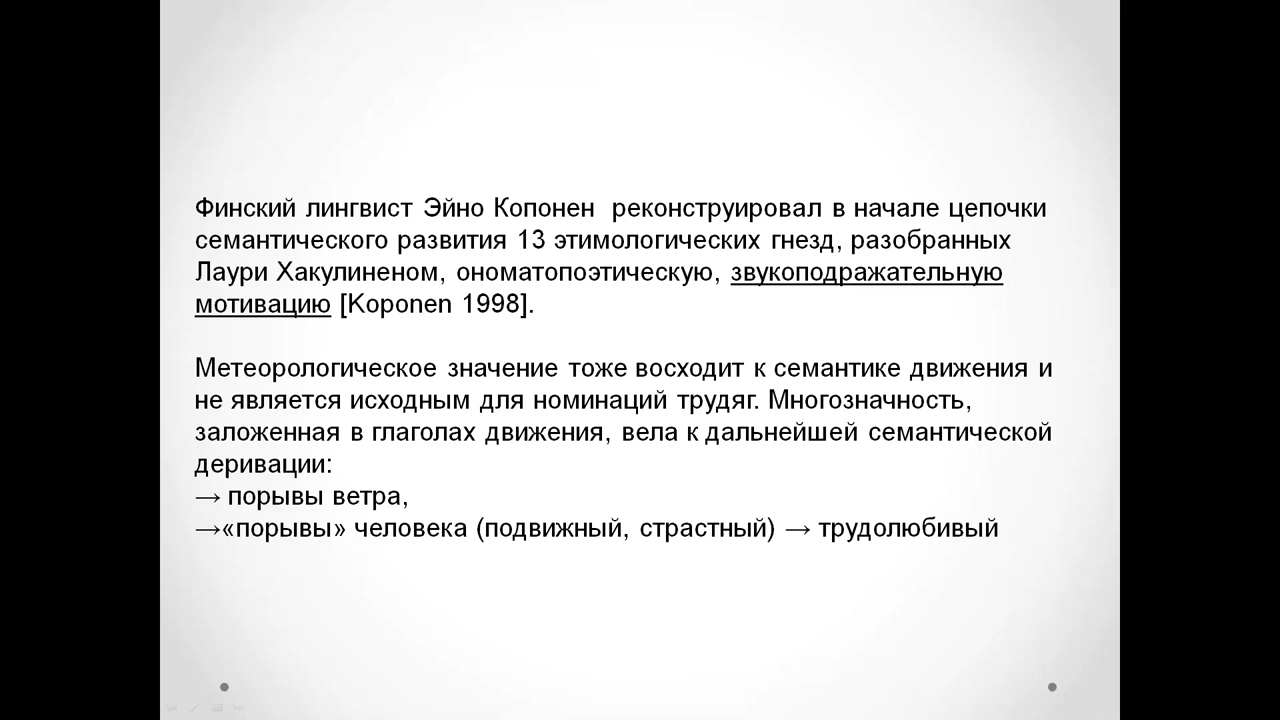 Финский лингвист Эйно Копонен  реконструировал в начале цепочки
семантического развития 13 этимологических гнезд, разобранных
Лаури Хакулиненом, ономатопоэтическую, звукоподражательную
мотивацию [Koponen 1998].
Метеорологическое значение тоже восходит к семантике движения и
не является исходным для номинаций трудяг. Многозначность,
заложенная в глаголах движения, вела к дальнейшей семантической
деривации:
→ порывы ветра,
→«порывы» человека (подвижный, страстный) → трудолюбивый